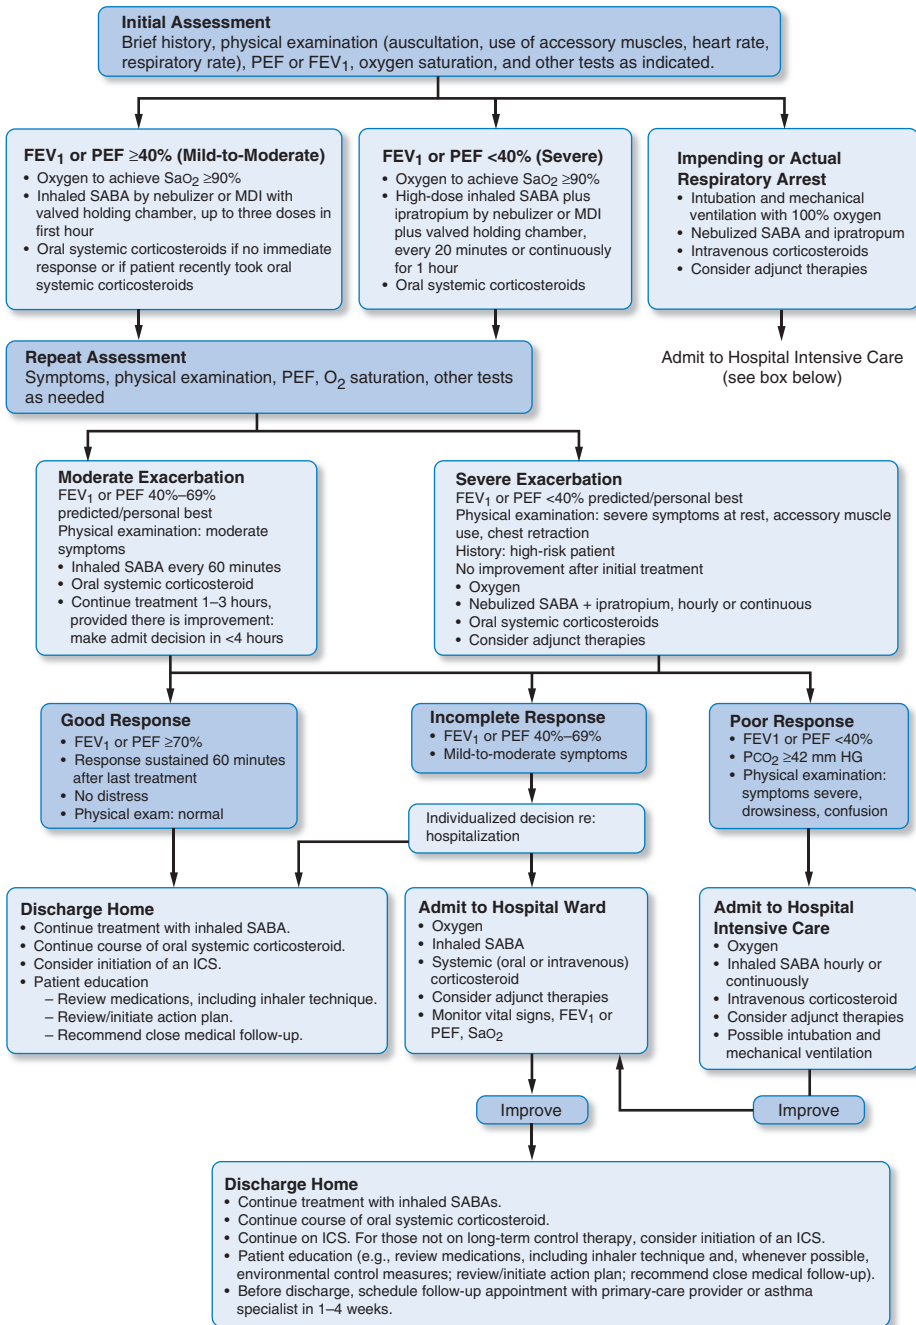 Initial Assessment
Brief history, physical examination (auscultation, use of accessory muscles, heart rate,
respiratory rate), PEF or FEV1, oxygen saturation, and other tests as indicated.
FEV1 or PEF ≥40% (Mild-to-Moderate)
• Oxygen to achieve SaO2 ≥90%
• Inhaled SABA by nebulizer or MDI with
valved holding chamber, up to three doses in
first hour
• Oral systemic corticosteroids if no immediate
response or if patient recently took oral
systemic corticosteroids
FEV1 or PEF <40% (Severe)
• Oxygen to achieve SaO2 ≥90%
• High-dose inhaled SABA plus
ipratropium by nebulizer or MDI
plus valved holding chamber,
every 20 minutes or continuously
for 1 hour
• Oral systemic corticosteroids
Impending or Actual
Respiratory Arrest
• Intubation and mechanical
ventilation with 100% oxygen
• Nebulized SABA and ipratropum
• Intravenous corticosteroids
• Consider adjunct therapies
Repeat Assessment
Symptoms, physical examination, PEF, O2 saturation, other tests
as needed
Admit to Hospital Intensive Care
(see box below)
Moderate Exacerbation
FEV1 or PEF 40%–69%
predicted/personal best
Physical examination: moderate
symptoms
• Inhaled SABA every 60 minutes
• Oral systemic corticosteroid
• Continue treatment 1–3 hours,
provided there is improvement:
make admit decision in <4 hours
Severe Exacerbation
FEV1 or PEF <40% predicted/personal best
Physical examination: severe symptoms at rest, accessory muscle
use, chest retraction
History: high-risk patient
No improvement after initial treatment
• Oxygen
• Nebulized SABA + ipratropium, hourly or continuous
• Oral systemic corticosteroids
• Consider adjunct therapies
Good Response
• FEV1 or PEF ≥70%
• Response sustained 60 minutes
after last treatment
• No distress
• Physical exam: normal
Incomplete Response
• FEV1 or PEF 40%–69%
• Mild-to-moderate symptoms
Poor Response
• FEV1 or PEF <40%
• PCO2 ≥42 mm HG
• Physical examination:
symptoms severe,
drowsiness, confusion
Individualized decision re:
hospitalization
Discharge Home
• Continue treatment with inhaled SABA.
• Continue course of oral systemic corticosteroid.
• Consider initiation of an ICS.
• Patient education
– Review medications, including inhaler technique.
– Review/initiate action plan.
– Recommend close medical follow-up.
Admit to Hospital Ward
• Oxygen
• Inhaled SABA
• Systemic (oral or intravenous)
corticosteroid
• Consider adjunct therapies
• Monitor vital signs, FEV1 or
PEF, SaO2
Admit to Hospital
Intensive Care
• Oxygen
• Inhaled SABA hourly or
continuously
• Intravenous corticosteroid
• Consider adjunct therapies
• Possible intubation and
mechanical ventilation
Improve
Improve
Discharge Home
• Continue treatment with inhaled SABAs.
• Continue course of oral systemic corticosteroid.
• Continue on ICS. For those not on long-term control therapy, consider initiation of an ICS.
• Patient education (e.g., review medications, including inhaler technique and, whenever possible,
environmental control measures; review/initiate action plan; recommend close medical follow-up).
• Before discharge, schedule follow-up appointment with primary-care provider or asthma
specialist in 1–4 weeks.